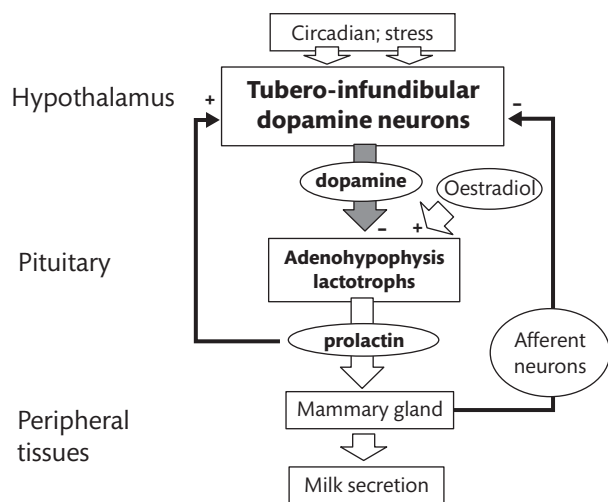 Circadian; stress
Hypothalamus
+
Tubero-infundibular
dopamine neurons
-
dopamine
Oestradiol
-
+
Pituitary
Adenohypophysis
lactotrophs
prolactin
Afferent
neurons
Peripheral
tissues
Mammary gland
Milk secretion